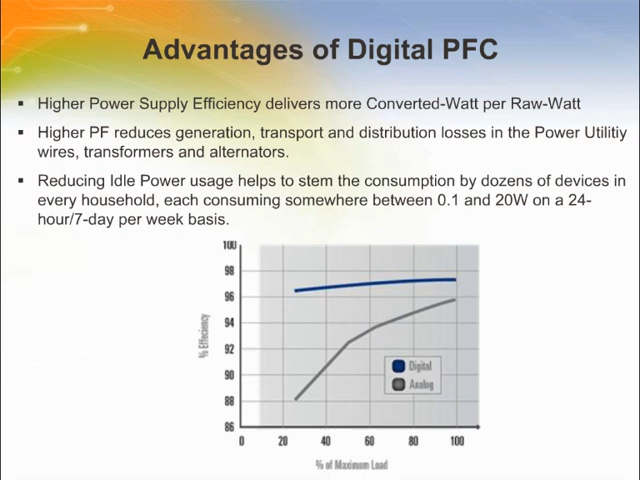 Advantages of Digital PFC
▪ Higher Power Supply Efficiency delivers more Converted-Watt per Raw-Watt
▪ Higher PF reduces generation, transport and distribution losses in the Power Utilitiy
wires, transformers and alternators.
▪ Reducing Idle Power usage helps to stem the consumption by dozens of devices in
every household, each consuming somewhere between 0.1 and 20W on a 24-
hour/7-day per week basis.
100
98
96
94
92
90
88
86
% Effeciency
Digital
Analog
0 20 40 60 80 100
% of Maximum Load